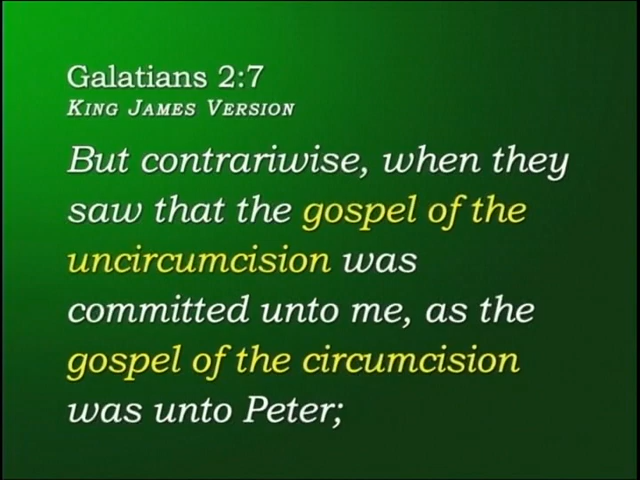 Galatians 2:7
King James Version
But contrariwise, when they
saw that the gospel of the
uncircumcision was
committed unto me, as the
gospel of the circumcision
was unto Peter;